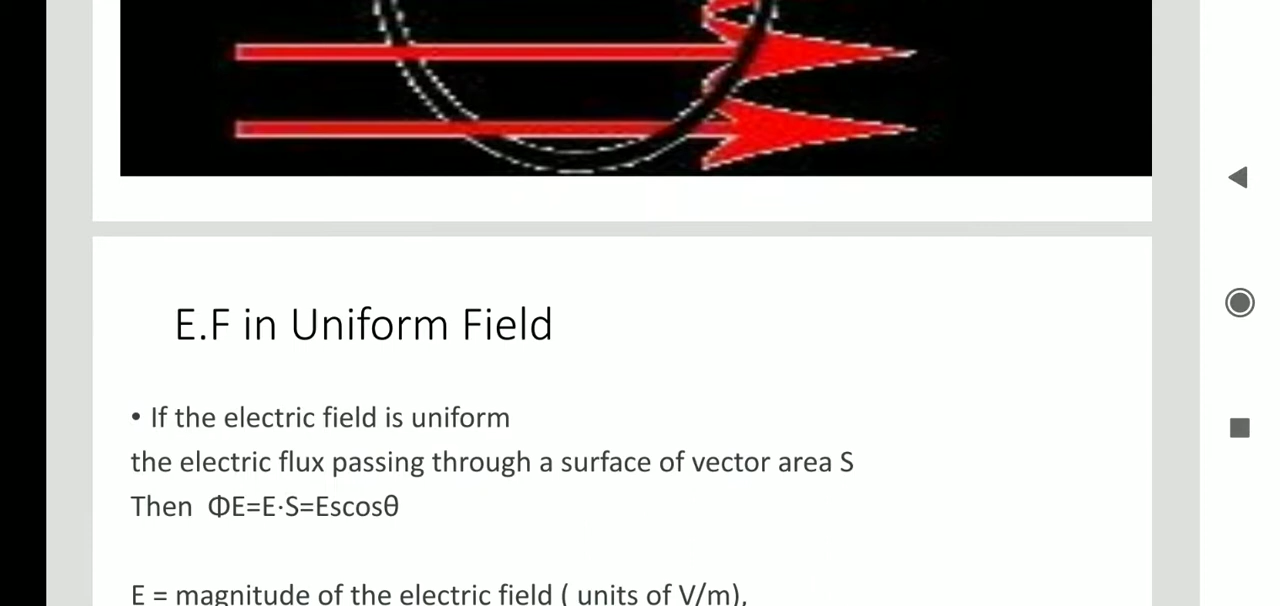 E.F in Uniform Field
• If the electric field is uniform
the electric flux passing through a surface of vector area S
Then ΦE=E·S=Escosθ
E = magnitude of the electric field ( units of V/m),